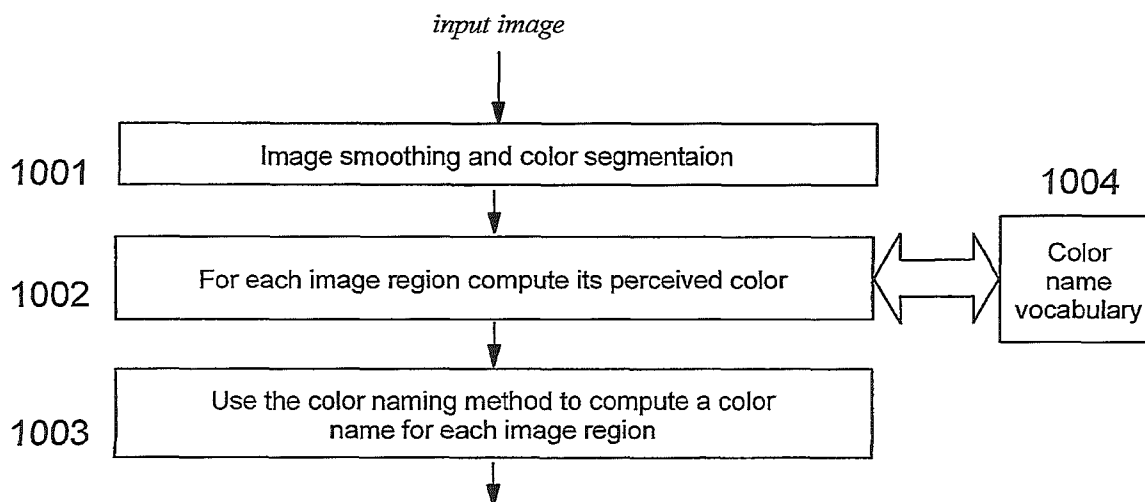 input image
1001
Image smoothing and color segmentaion
1002
For each image region compute its perceived color
1004
Color
name
vocabulary
1003
Use the color naming method to compute a color
name for each image region